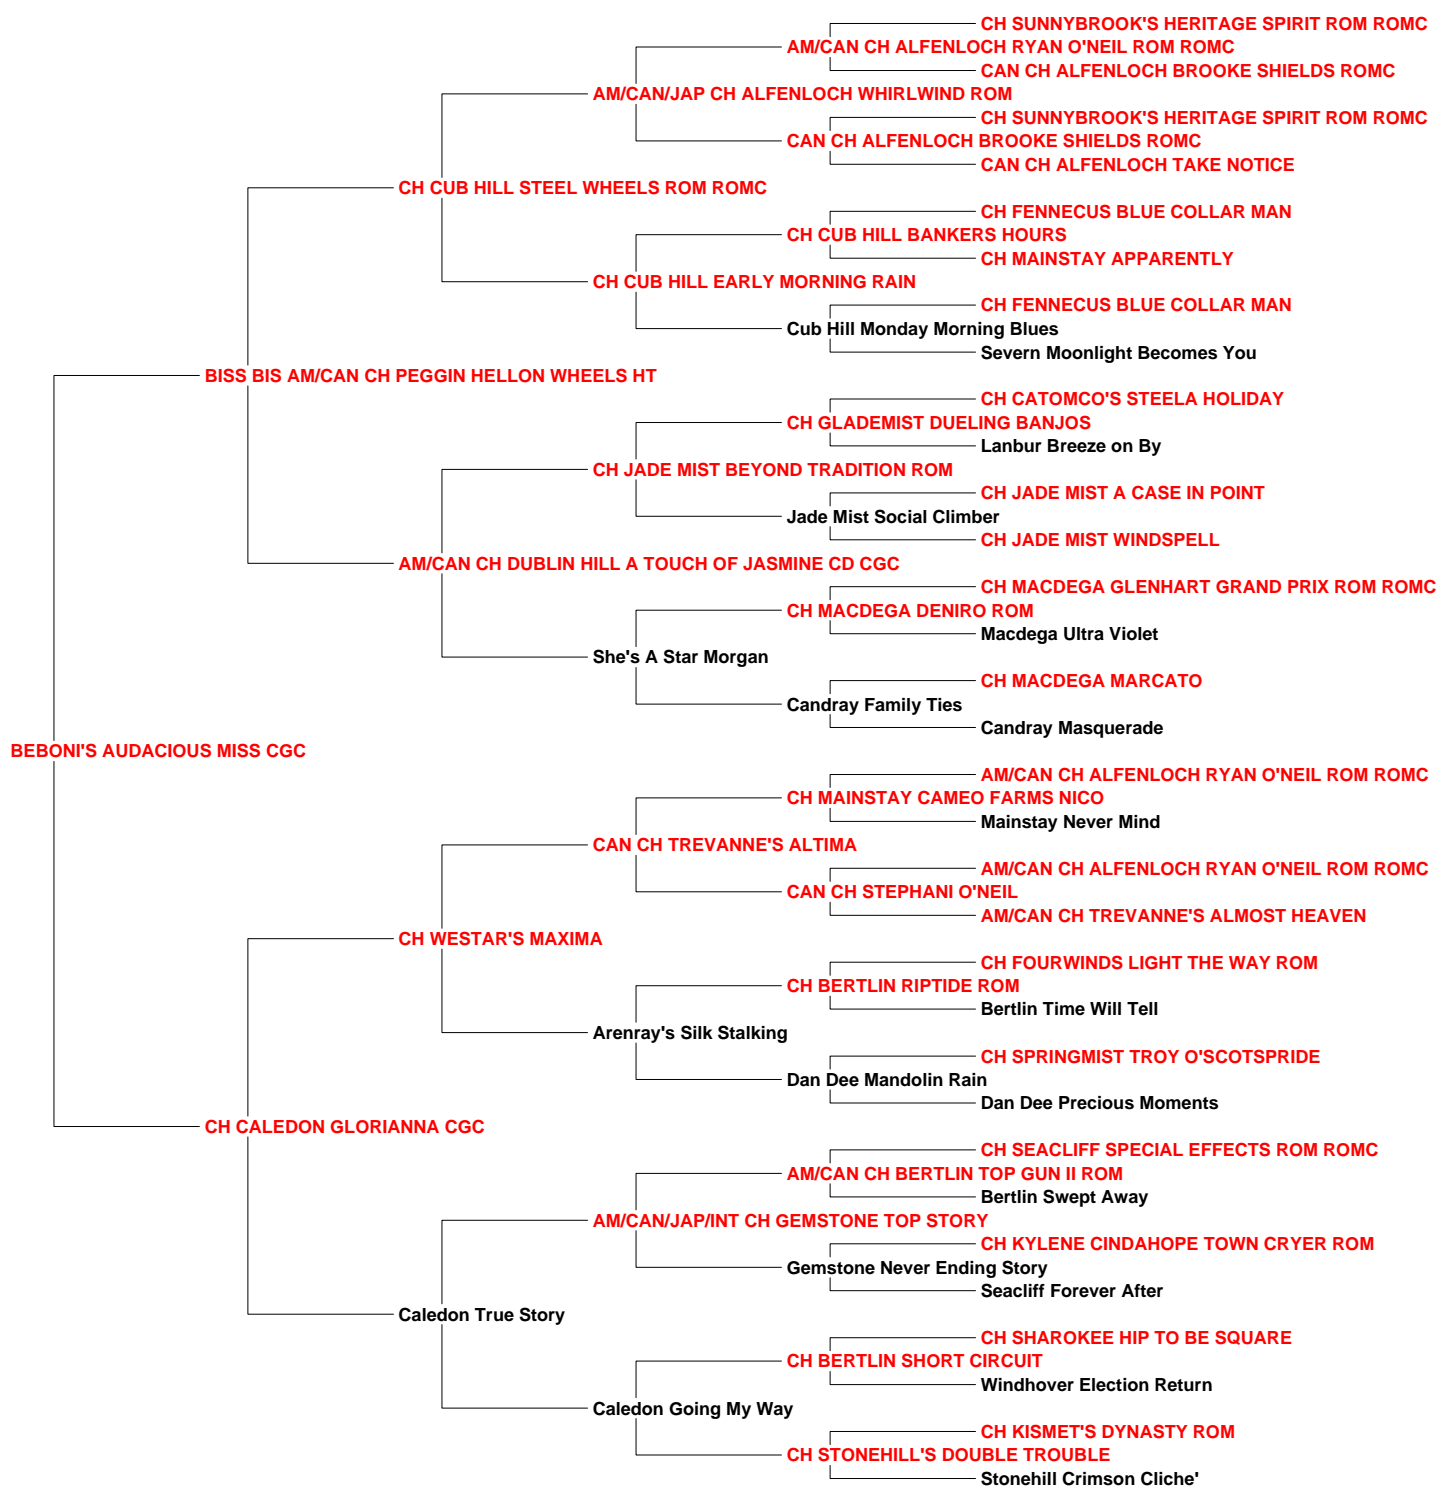 CH SUNNYBROOK'S HERITAGE SPIRIT ROM ROMC
AM/CAN CH ALFENLOCH RYAN O'NEIL ROM ROMC
CAN CH ALFENLOCH BROOKE SHIELDS ROMC
AM/CAN/JAP CH ALFENLOCH WHIRLWIND ROM
CH SUNNYBROOK'S HERITAGE SPIRIT ROM ROMC
CAN CH ALFENLOCH BROOKE SHIELDS ROMC
CAN CH ALFENLOCH TAKE NOTICE
CH CUB HILL STEEL WHEELS ROM ROMC
CH FENNECUS BLUE COLLAR MAN
CH CUB HILL BANKERS HOURS
CH MAINSTAY APPARENTLY
CH CUB HILL EARLY MORNING RAIN
CH FENNECUS BLUE COLLAR MAN
Cub Hill Monday Morning Blues
Severn Moonlight Becomes You
BISS BIS AM/CAN CH PEGGIN HELLON WHEELS HT
CH CATOMCO'S STEELA HOLIDAY
CH GLADEMIST DUELING BANJOS
Lanbur Breeze on By
CH JADE MIST BEYOND TRADITION ROM
CH JADE MIST A CASE IN POINT
Jade Mist Social Climber
CH JADE MIST WINDSPELL
AM/CAN CH DUBLIN HILL A TOUCH OF JASMINE CD CGC
CH MACDEGA GLENHART GRAND PRIX ROM ROMC
CH MACDEGA DENIRO ROM
Macdega Ultra Violet
She's A Star Morgan
CH MACDEGA MARCATO
Candray Family Ties
Candray Masquerade
BEBONI'S AUDACIOUS MISS CGC
AM/CAN CH ALFENLOCH RYAN O'NEIL ROM ROMC
CH MAINSTAY CAMEO FARMS NICO
Mainstay Never Mind
CAN CH TREVANNE'S ALTIMA
AM/CAN CH ALFENLOCH RYAN O'NEIL ROM ROMC
CAN CH STEPHANI O'NEIL
AM/CAN CH TREVANNE'S ALMOST HEAVEN
CH WESTAR'S MAXIMA
CH FOURWINDS LIGHT THE WAY ROM
CH BERTLIN RIPTIDE ROM
Bertlin Time Will Tell
Arenray's Silk Stalking
CH SPRINGMIST TROY O'SCOTSPRIDE
Dan Dee Mandolin Rain
Dan Dee Precious Moments
CH CALEDON GLORIANNA CGC
CH SEACLIFF SPECIAL EFFECTS ROM ROMC
AM/CAN CH BERTLIN TOP GUN II ROM
Bertlin Swept Away
AM/CAN/JAP/INT CH GEMSTONE TOP STORY
CH KYLENE CINDAHOPE TOWN CRYER ROM
Gemstone Never Ending Story
Seacliff Forever After
Caledon True Story
CH SHAROKEE HIP TO BE SQUARE
CH BERTLIN SHORT CIRCUIT
Windhover Election Return
Caledon Going My Way
CH KISMET'S DYNASTY ROM
CH STONEHILL'S DOUBLE TROUBLE
Stonehill Crimson Cliche'